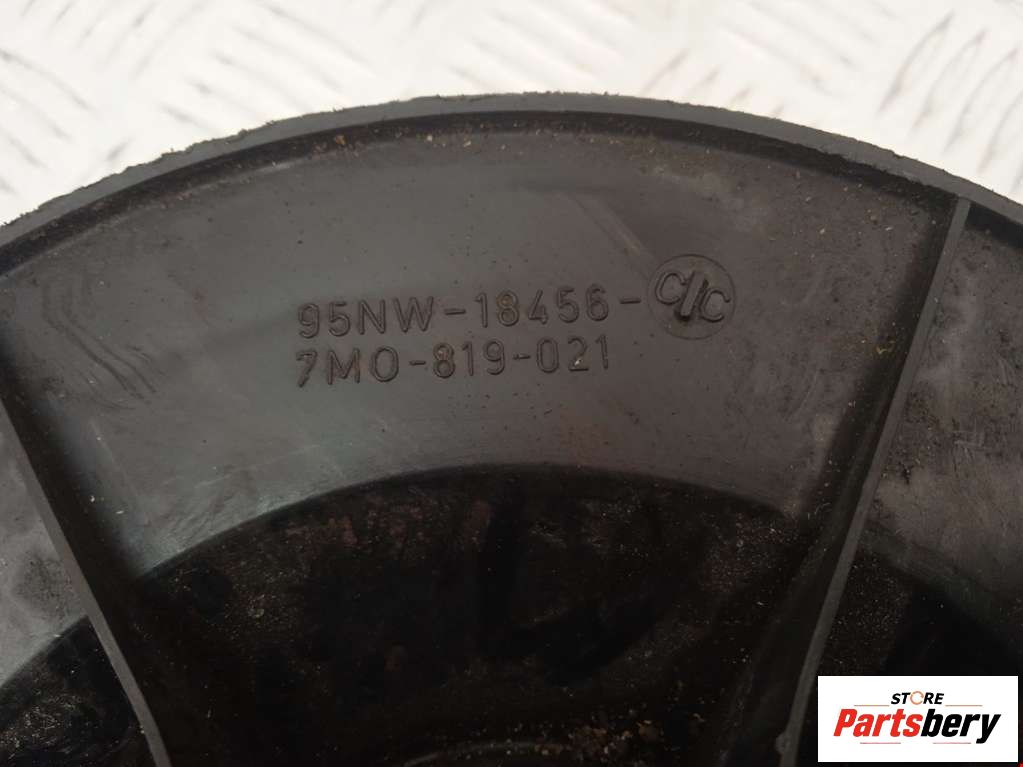 95NW-18456-
7M0-819-021
STORE
Partsbery